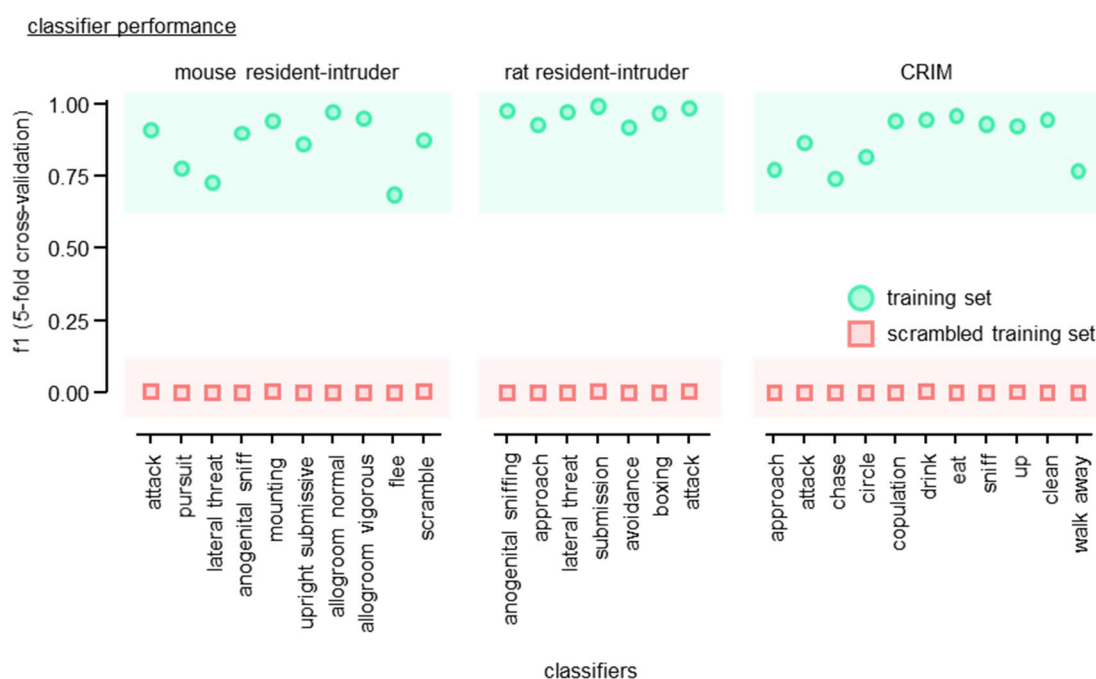 classifier performance
mouse resident-intruder
rat resident-intruder
CRIM
f1 (5-fold cross-validation)
1.00
0.75
0.50
0.25
0.00
training set
scrambled training set
attack
pursuit
lateral threat
anogenital sniff
mounting
upright submissive
allogroom normal
allogroom vigorous
flee
scramble
anogenital sniffing
approach
lateral threat
submission
avoidance
boxing
attack
approach
attack
chase
circle
copulation
drink
eat
sniff
up
clean
walk away
classifiers